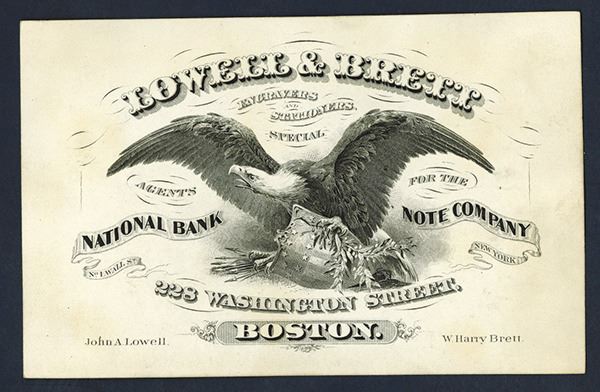 LOWELL & BRETT
ENGRAVERS
AND
STATIONERS,
SPECIAL
AGENTS
FOR THE
NATIONAL BANK
NOTE COMPANY
No 1, WALL ST
NEW YORK
228 WASHINGTON STREET,
BOSTON.
John A. Lowell.
W. Harry Brett.